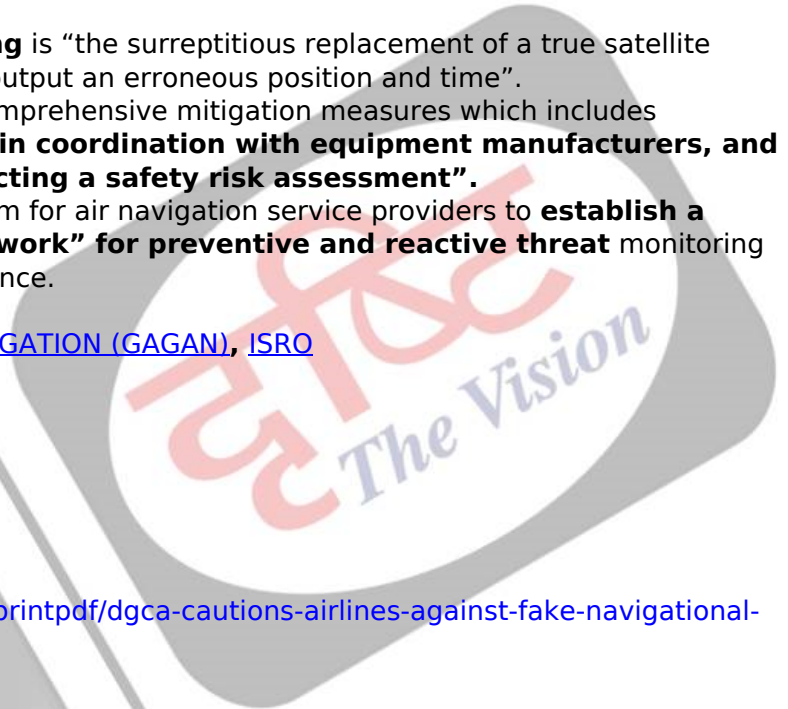 ng is “the surreptitious replacement of a true satellite
output an erroneous position and time”.
mprehensive mitigation measures which includes
in coordination with equipment manufacturers, and
cting a safety risk assessment”.
m for air navigation service providers to establish a
work” for preventive and reactive threat monitoring
nce.
GATION (GAGAN), ISRO
दृष्टि
The Vision
printpdf/dgca-cautions-airlines-against-fake-navigational-